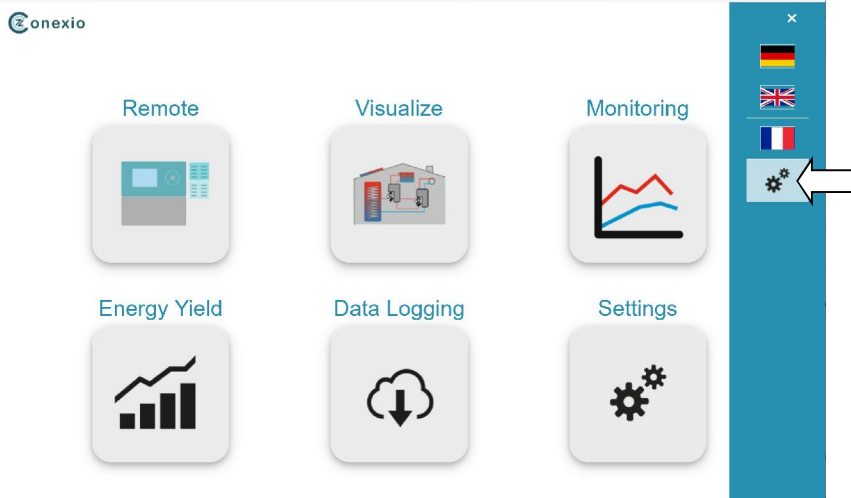 Conexio
×
Remote
Visualize
Monitoring
Energy Yield
Data Logging
Settings